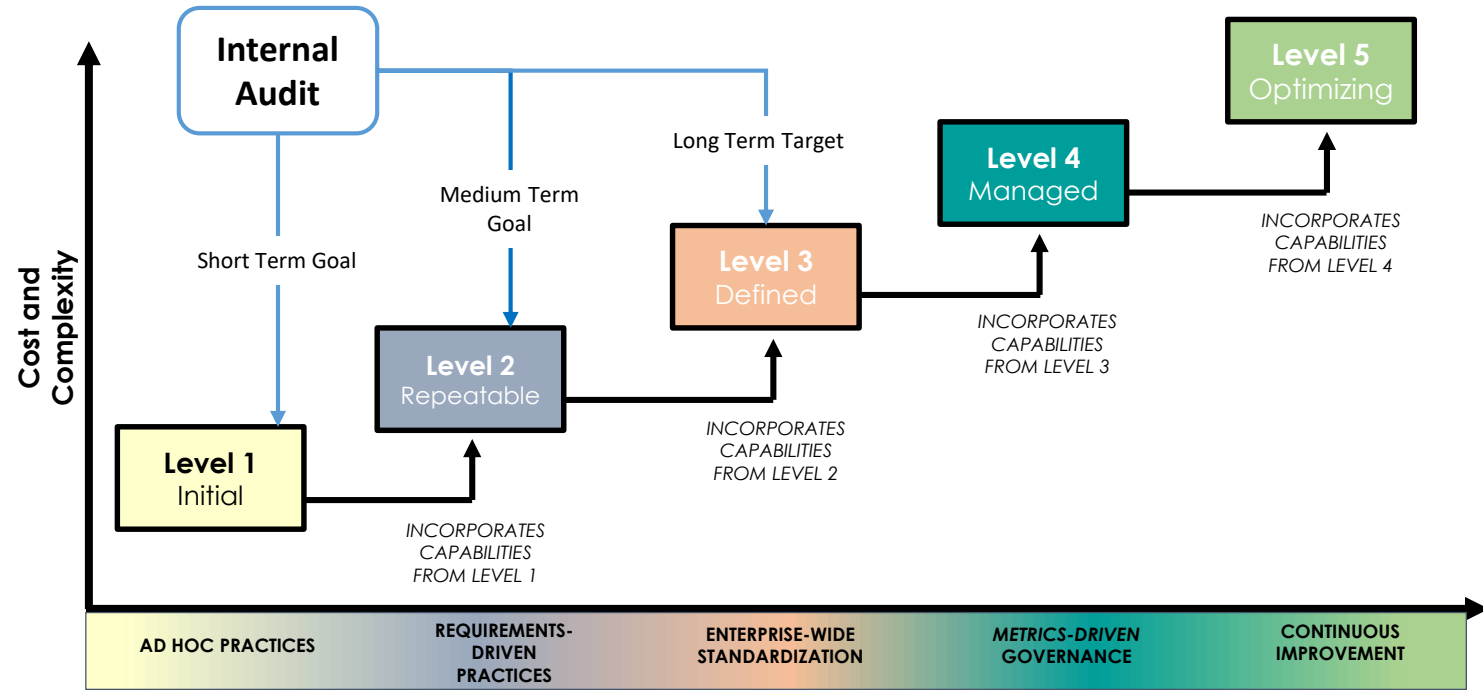 Internal
Audit
Level 5
Optimizing
Long Term Target
Level 4
Managed
Medium Term
Goal
INCORPORATES
CAPABILITIES
FROM LEVEL 4
Short Term Goal
Level 3
Defined
Cost and
Complexity
INCORPORATES
CAPABILITIES
FROM LEVEL 3
Level 2
Repeatable
INCORPORATES
CAPABILITIES
FROM LEVEL 2
Level 1
Initial
INCORPORATES
CAPABILITIES
FROM LEVEL 1
AD HOC PRACTICES
REQUIREMENTS-
DRIVEN
PRACTICES
ENTERPRISE-WIDE
STANDARDIZATION
METRICS-DRIVEN
GOVERNANCE
CONTINUOUS
IMPROVEMENT